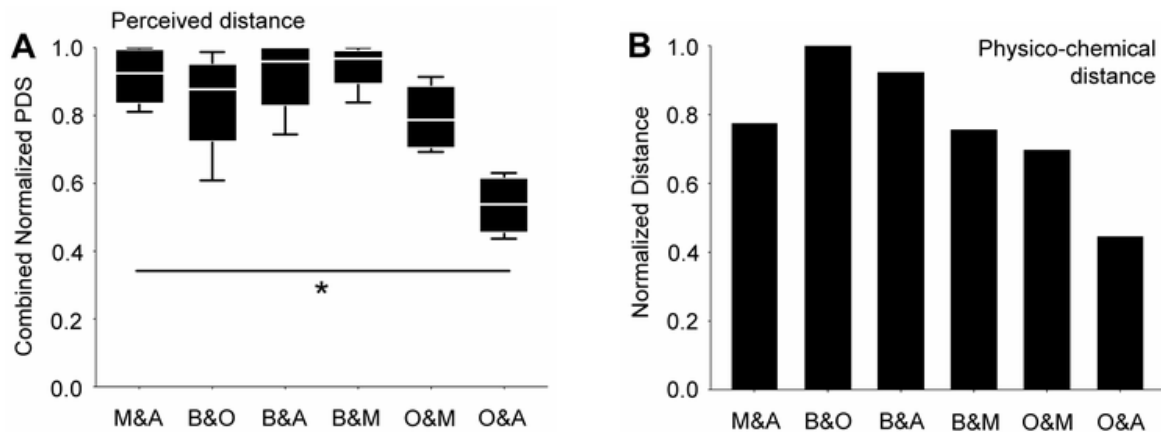 Perceived distance
A
Combined Normalized PDS
1.0
0.8
0.6
0.4
0.2
0.0
*
M&A B&O B&A B&M O&M O&A
B
Physico-chemical
distance
Normalized Distance
1.0
0.8
0.6
0.4
0.2
0.0
M&A B&O B&A B&M O&M O&A